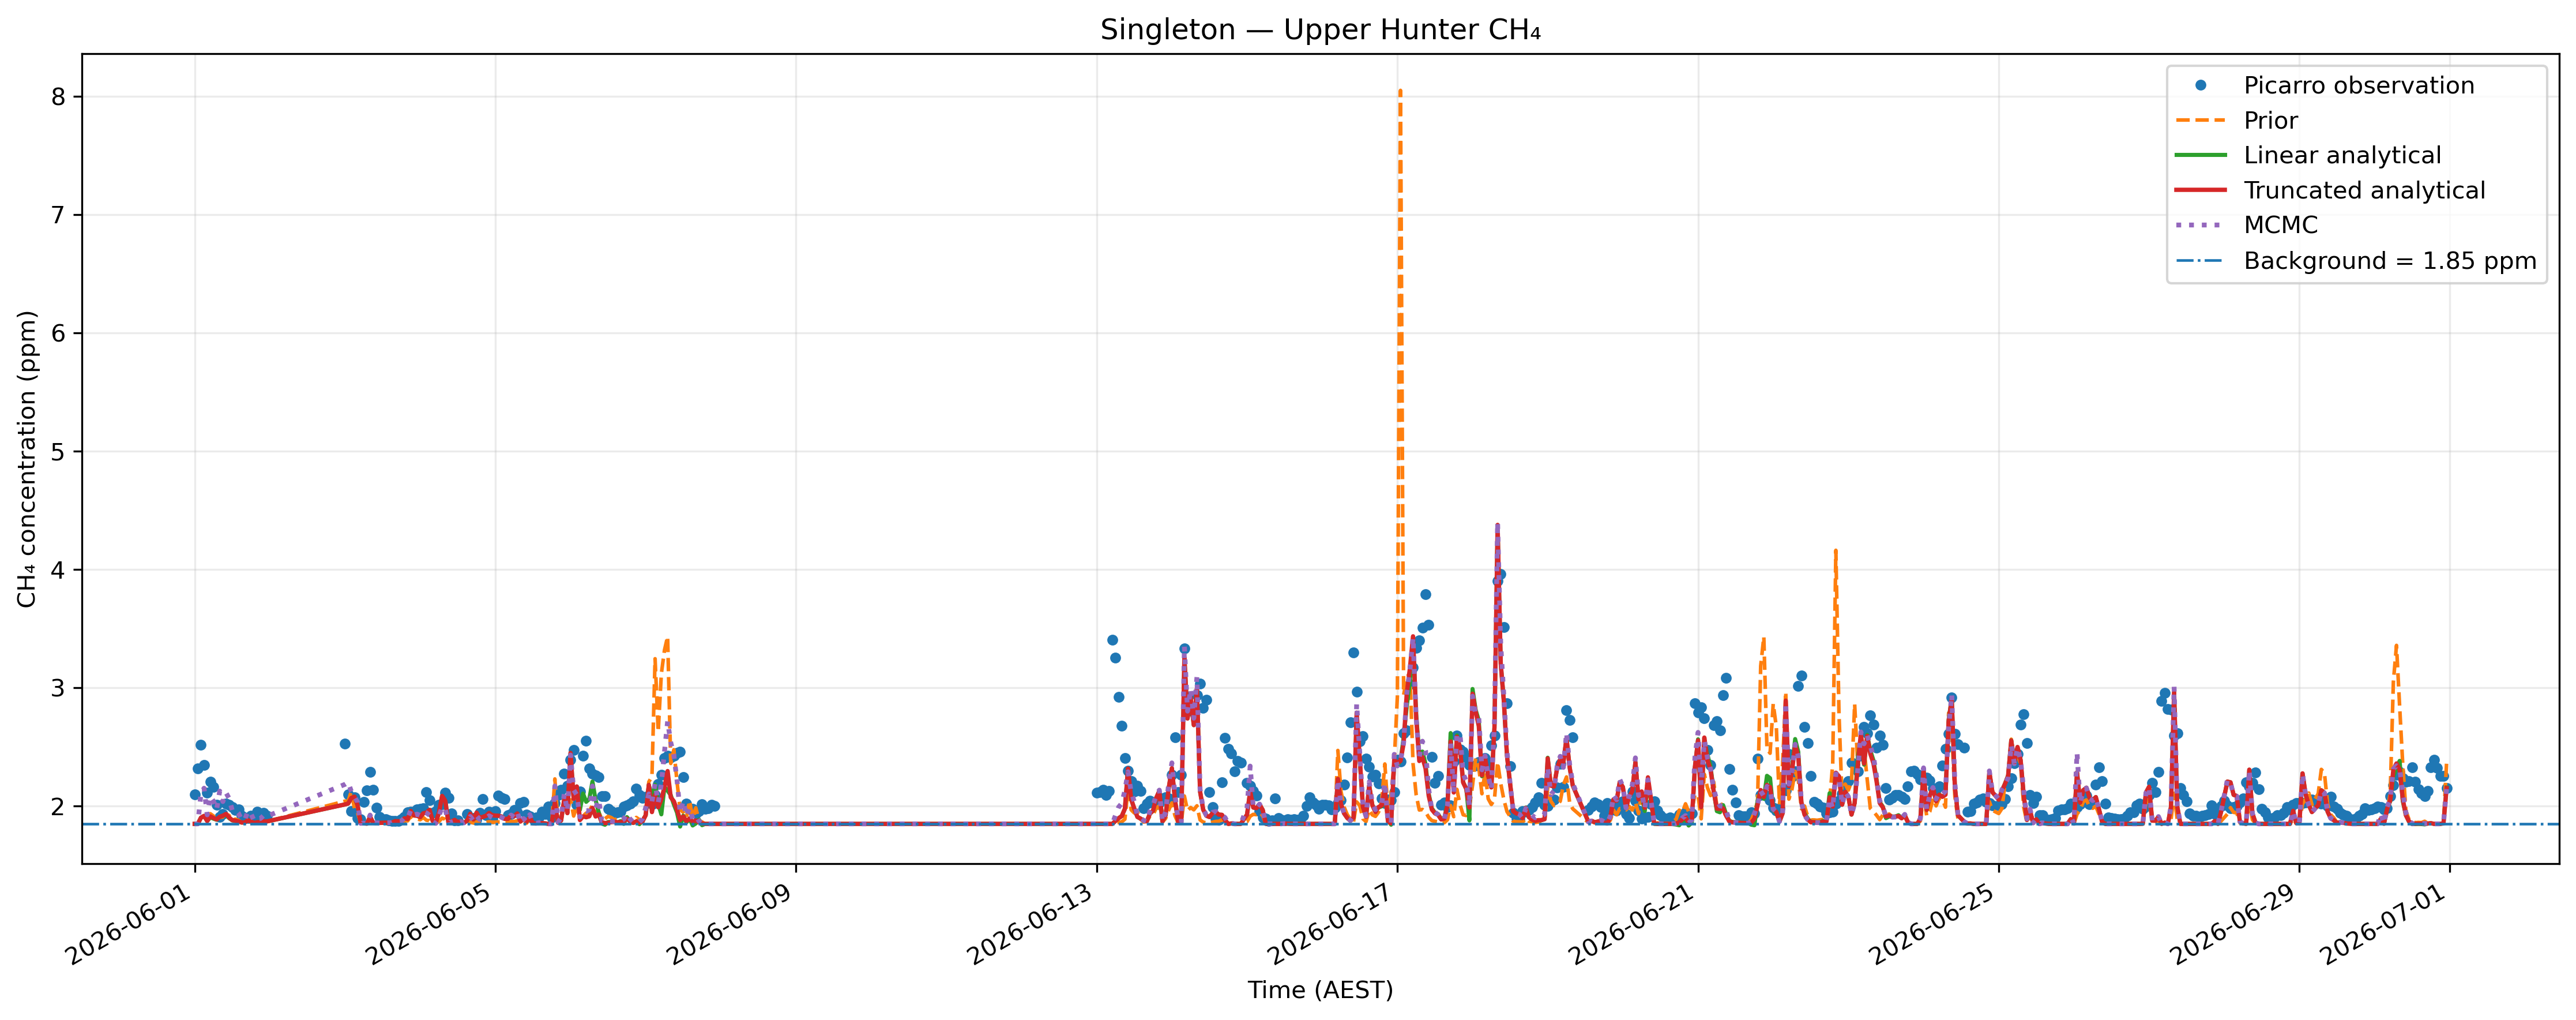 Singleton — Upper Hunter CH₄
CH₄ concentration (ppm)
8
7
6
5
4
3
2
Picarro observation
Prior
Linear analytical
Truncated analytical
MCMC
Background = 1.85 ppm
2026-06-01
2026-06-05
2026-06-09
2026-06-13
2026-06-17
2026-06-21
2026-06-25
2026-06-29
2026-07-01
Time (AEST)